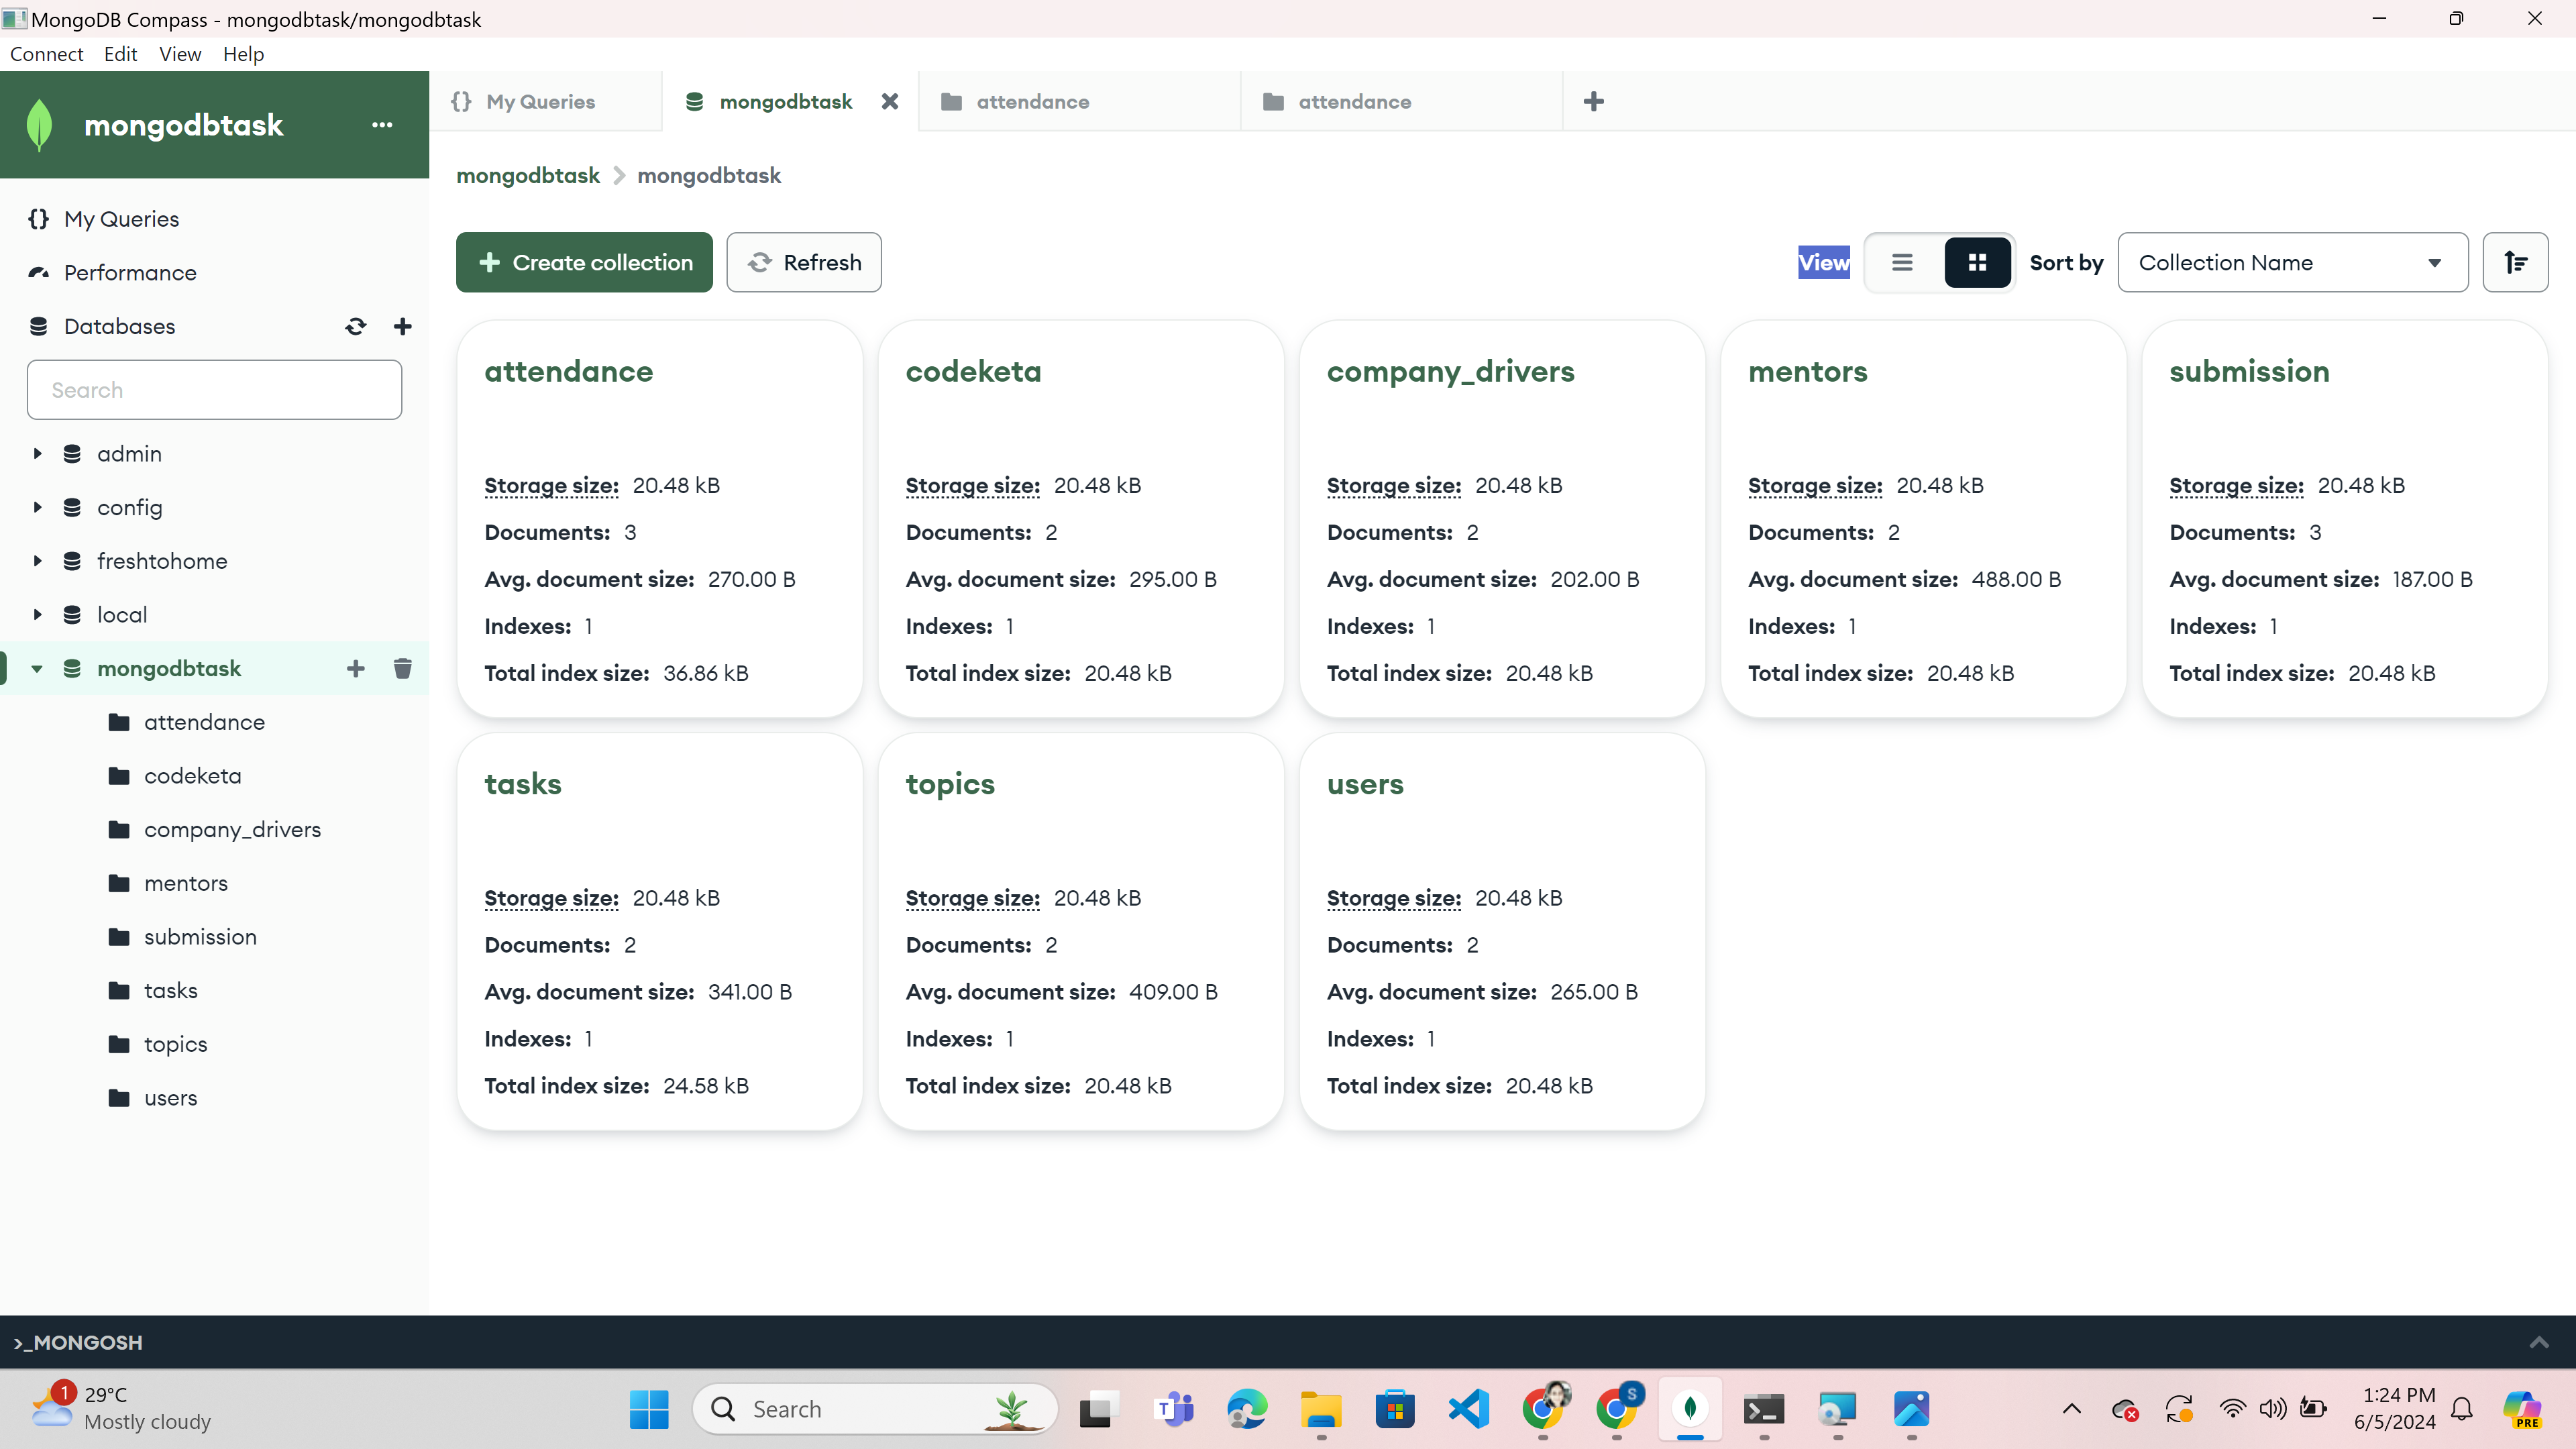 MongoDB Compass - mongodbtask/mongodbtask
Connect Edit View Help
mongodbtask
My Queries
mongodbtask
attendance
attendance
mongodbtask > mongodbtask
My Queries
Performance
Databases
Search
admin
config
freshtohome
local
mongodbtask
attendance
codeketa
company_drivers
mentors
submission
tasks
topics
users
Create collection
Refresh
View
Sort by
Collection Name
attendance
Storage size: 20.48 kB
Documents: 3
Avg. document size: 270.00 B
Indexes: 1
Total index size: 36.86 kB
codeketa
Storage size: 20.48 kB
Documents: 2
Avg. document size: 295.00 B
Indexes: 1
Total index size: 20.48 kB
company_drivers
Storage size: 20.48 kB
Documents: 2
Avg. document size: 202.00 B
Indexes: 1
Total index size: 20.48 kB
mentors
Storage size: 20.48 kB
Documents: 2
Avg. document size: 488.00 B
Indexes: 1
Total index size: 20.48 kB
submission
Storage size: 20.48 kB
Documents: 3
Avg. document size: 187.00 B
Indexes: 1
Total index size: 20.48 kB
tasks
Storage size: 20.48 kB
Documents: 2
Avg. document size: 341.00 B
Indexes: 1
Total index size: 24.58 kB
topics
Storage size: 20.48 kB
Documents: 2
Avg. document size: 409.00 B
Indexes: 1
Total index size: 20.48 kB
users
Storage size: 20.48 kB
Documents: 2
Avg. document size: 265.00 B
Indexes: 1
Total index size: 20.48 kB
>_MONGOSH
1
29°C
Mostly cloudy
Search
T
S
1:24 PM
6/5/2024
PRE